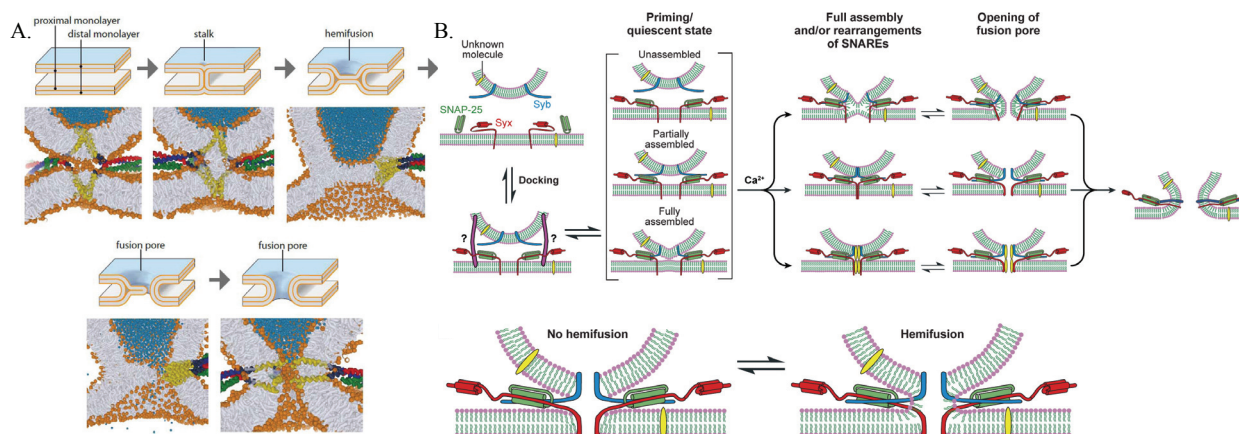 A.
proximal monolayer
distal monolayer
stalk
hemifusion
fusion pore
fusion pore
B.
Unknown
molecule
SNAP-25
Syb
Syx
Docking
?
?
Priming/
quiescent state
Unassembled
Partially
assembled
Fully
assembled
Ca²⁺
Full assembly
and/or rearrangements
of SNAREs
Opening of
fusion pore
No hemifusion
Hemifusion